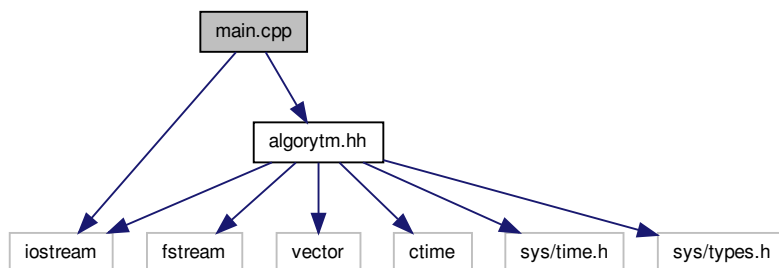 main.cpp
algorytm.hh
iostream
fstream
vector
ctime
sys/time.h
sys/types.h